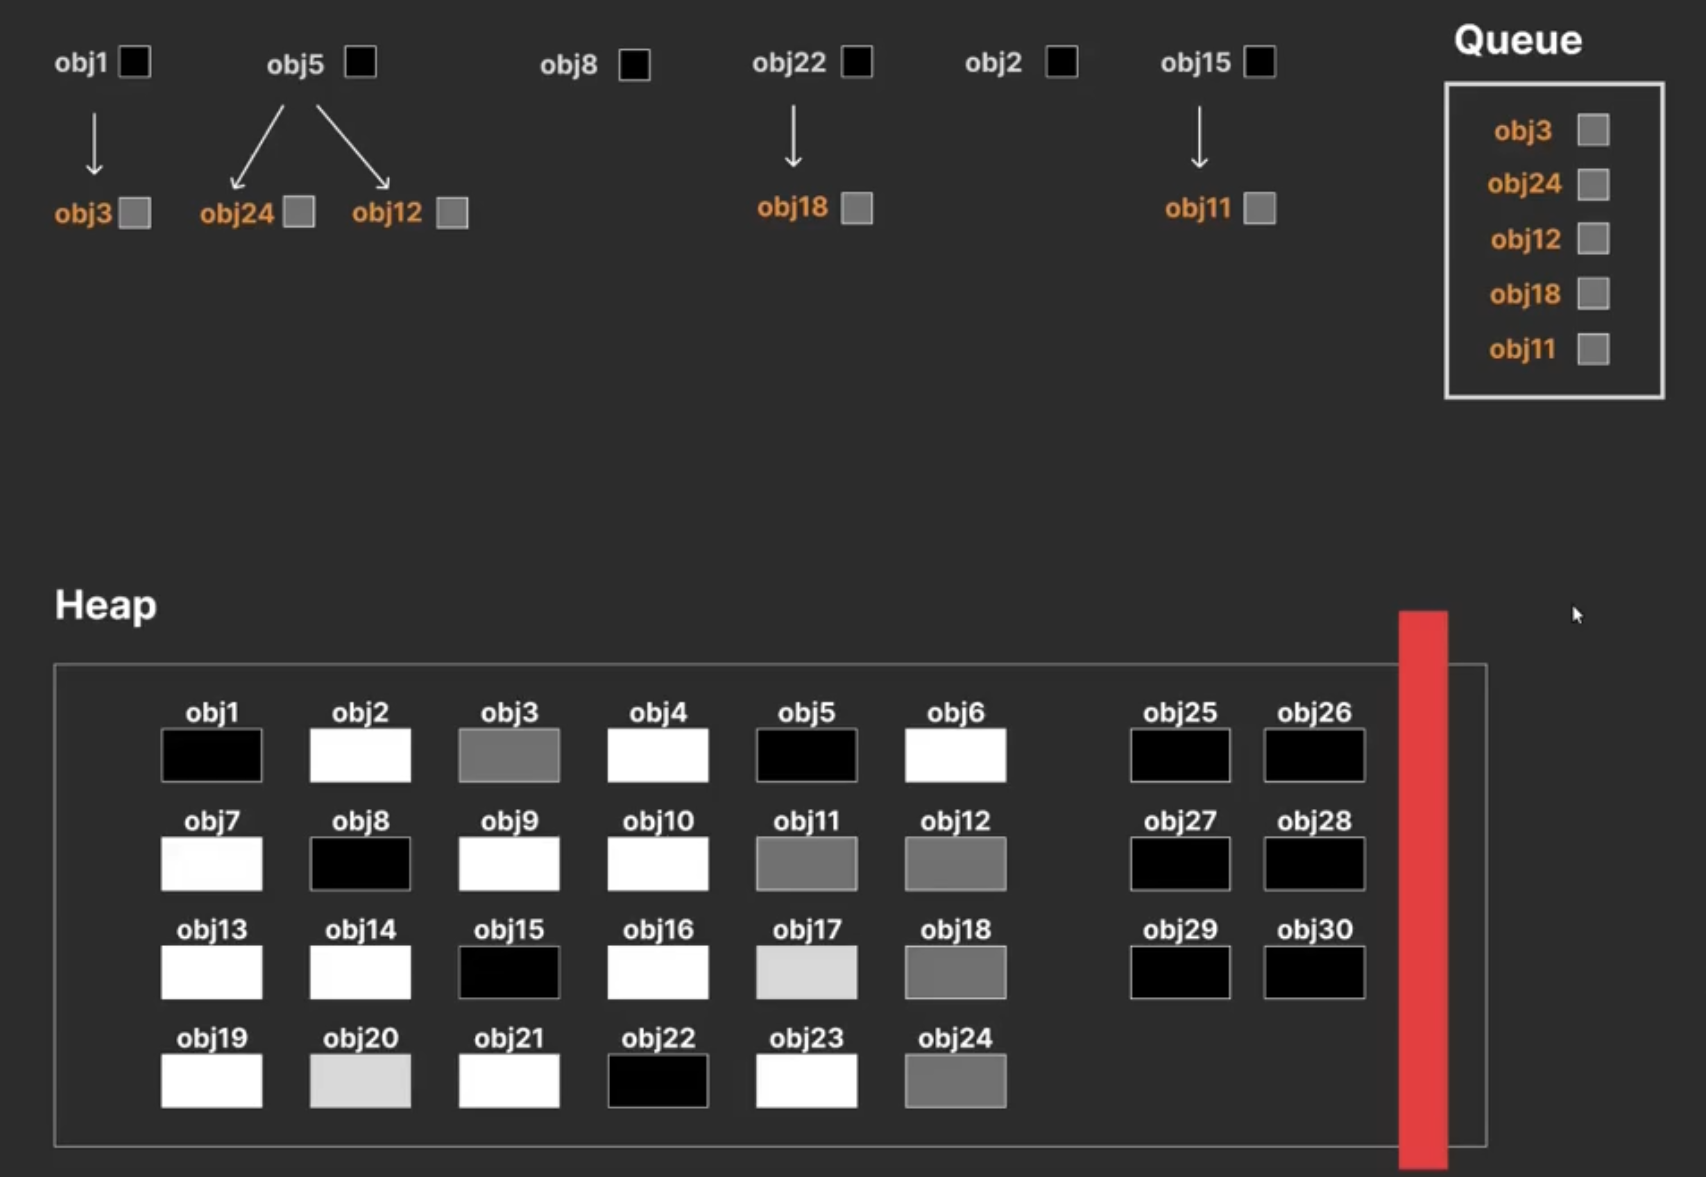 obj1 obj5 obj8 obj22 obj2 obj15
obj3 obj24 obj12 obj18 obj11
Queue
obj3
obj24
obj12
obj18
obj11
Heap
obj1 obj2 obj3 obj4 obj5 obj6 obj25 obj26
obj7 obj8 obj9 obj10 obj11 obj12 obj27 obj28
obj13 obj14 obj15 obj16 obj17 obj18 obj29 obj30
obj19 obj20 obj21 obj22 obj23 obj24